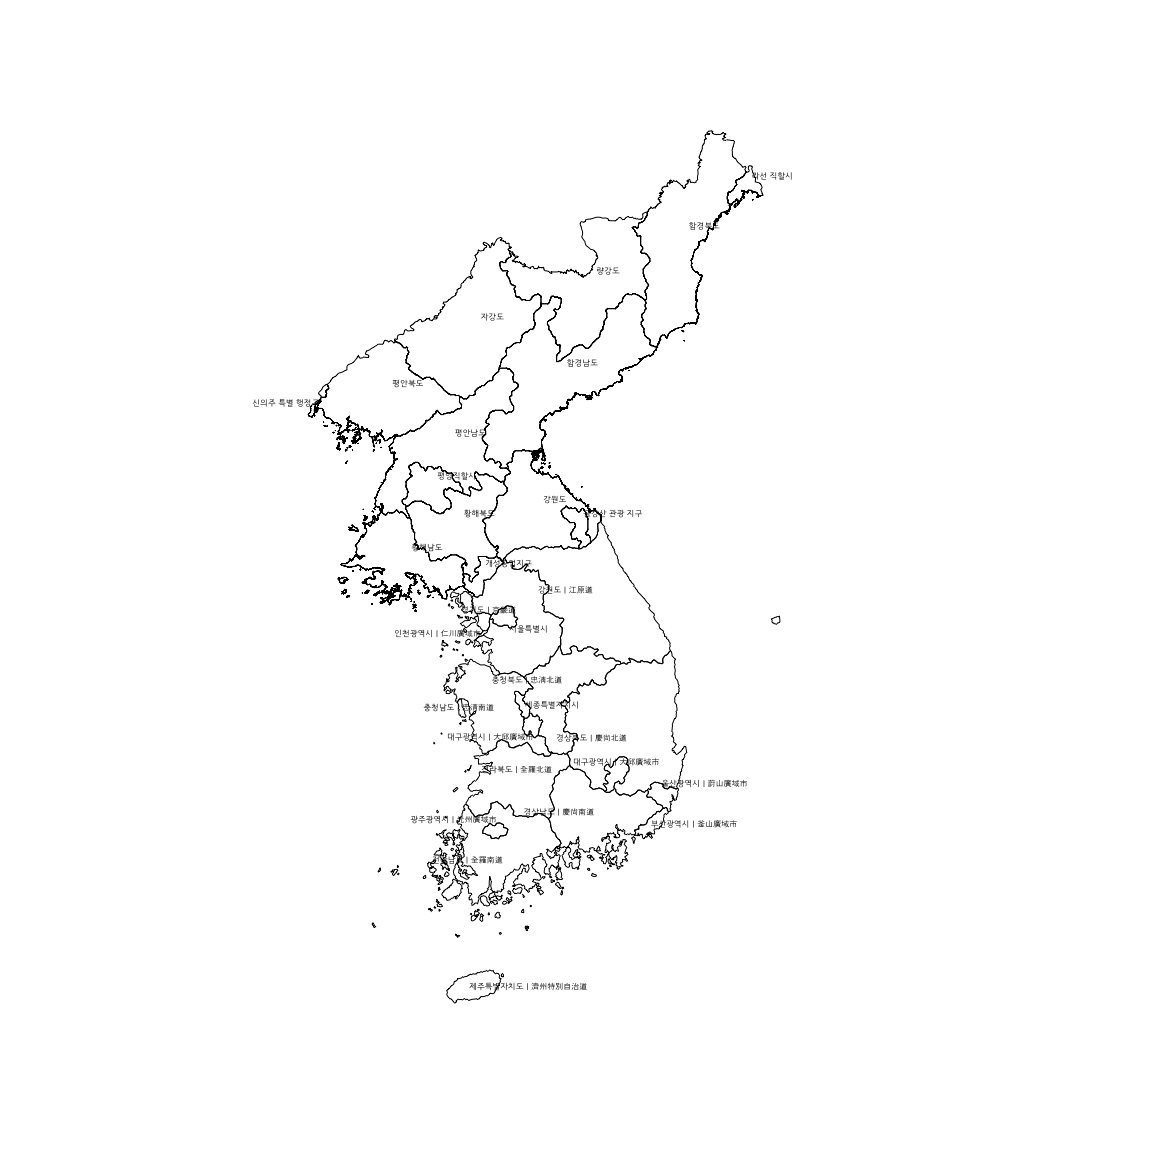 직할시
함경북도
량강도
자강도
함경남도
평안북도
신의주 특별 행정구
평안남도
평양직할시
강원도
황해북도
관광 지구
황해남도
개성공업지구
강원도 | 江原道
경기도 | 京畿道
서울특별시
인천광역시 | 仁川廣域市
충청북도 | 忠淸北道
세종특별자치시
충청남도 | 忠淸南道
대구광역시 | 大邱廣域市
경상북도 | 慶尚北道
대구광역시 | 大邱廣域市
전라북도 | 全羅北道
울산광역시 | 蔚山廣域市
경상남도 | 慶尚南道
광주광역시 | 光州廣域市
부산광역시 | 釜山廣域市
전라남도 | 全羅南道
제주특별자치도 | 濟州特別自治道